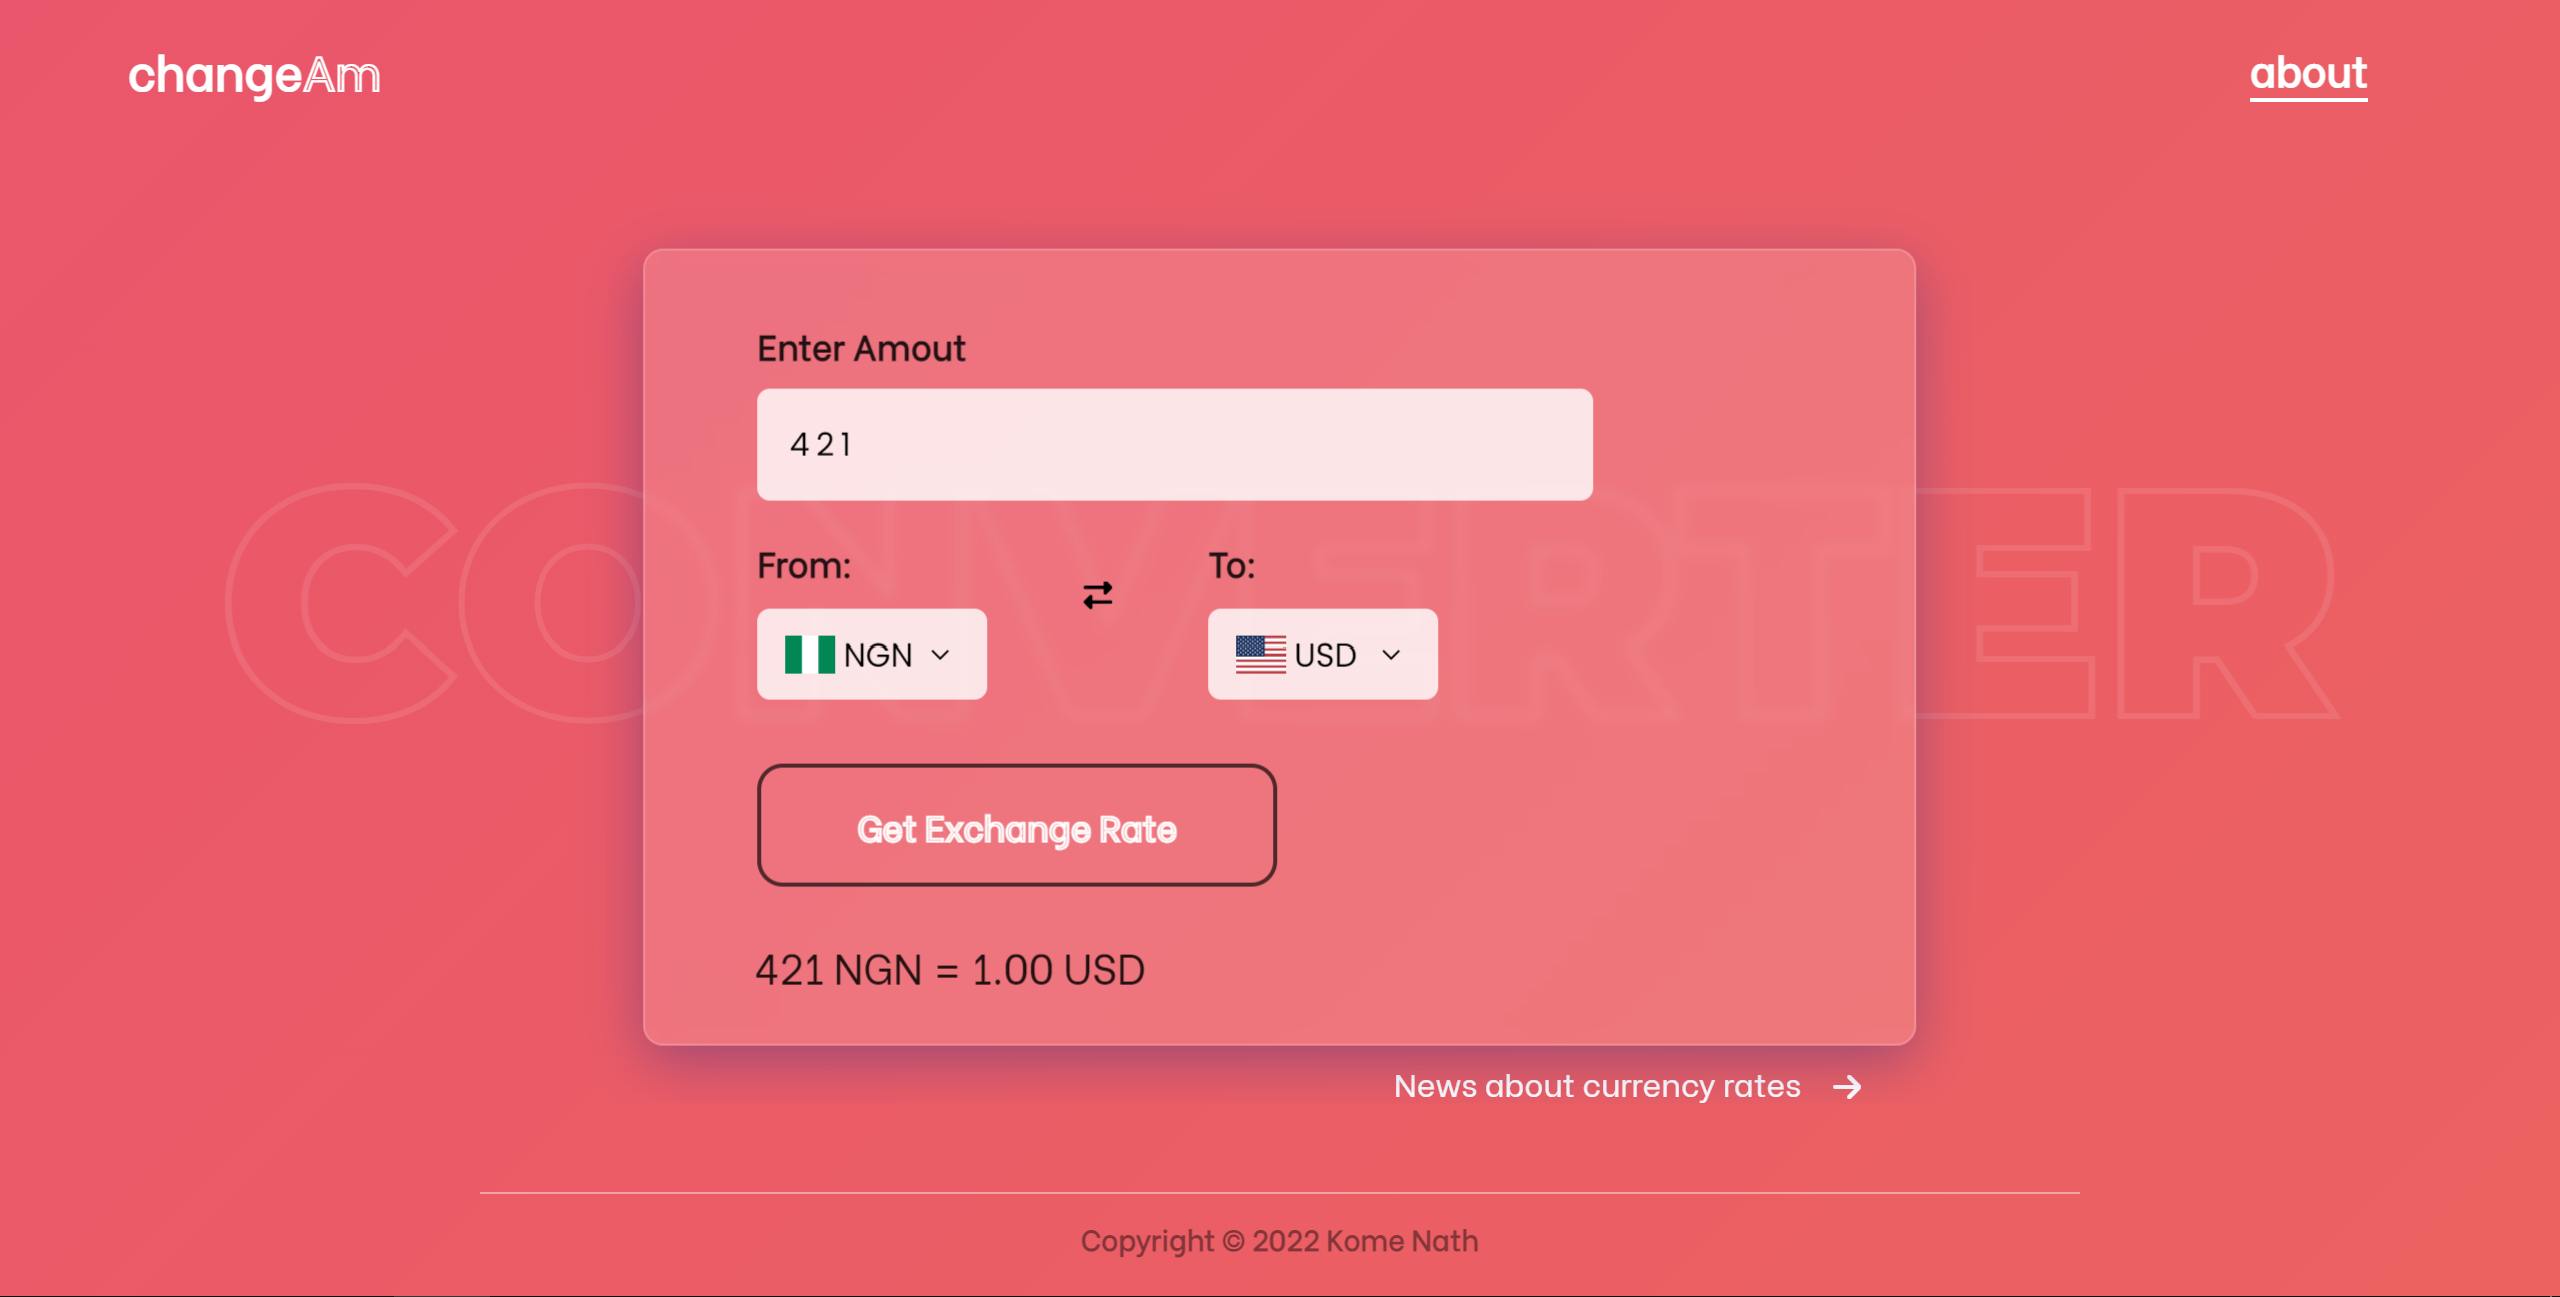 changeAm
about
CONVERTER
Enter Amout
421
From:
To:
NGN
USD
Get Exchange Rate
421 NGN = 1.00 USD
News about currency rates
Copyright © 2022 Kome Nath